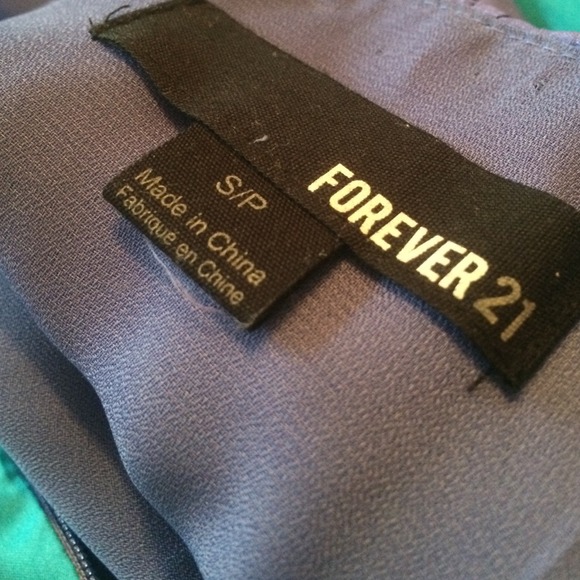 FOREVER 21
S/P
Made in China
Fabriqué en Chine